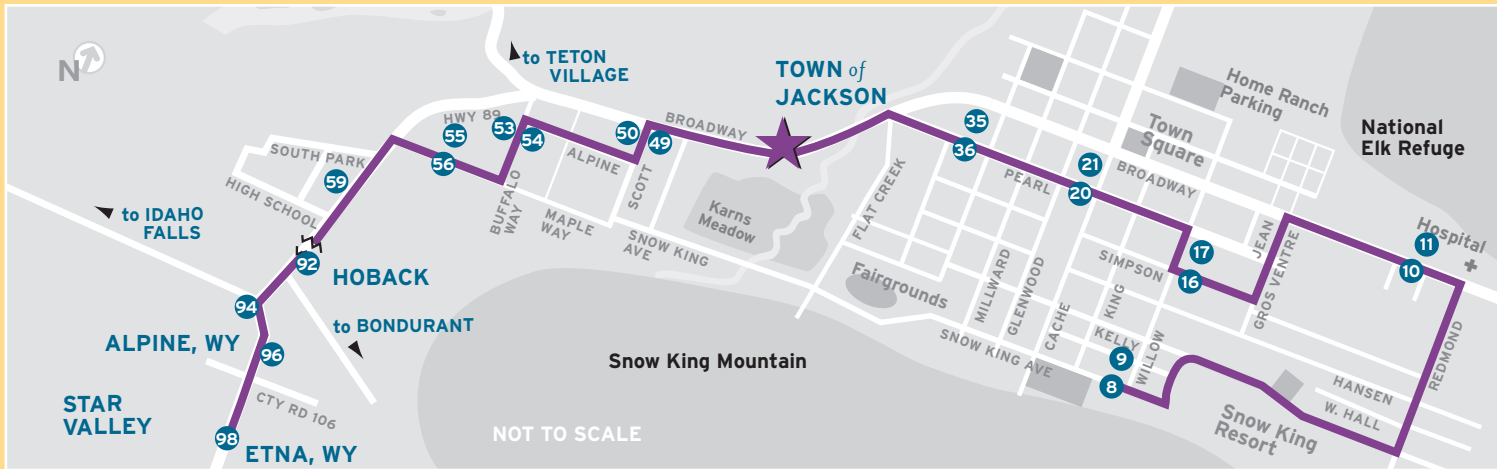 N
to TETON
VILLAGE
TOWN of
JACKSON
HWY 89
55
53
54
56
50
49
BROADWAY
ALPINE
SCOTT
SOUTH PARK
59
HIGH SCHOOL
to IDAHO
FALLS
BUFFALO
WAY
MAPLE
WAY
SNOW KING
AVE
Karns
Meadow
FLAT CREEK
35
36
PEARL
21
20
Town
Square
BROADWAY
Home Ranch
Parking
National
Elk Refuge
Hospital
11
10
JEAN
GROS VENTRE
17
16
SIMPSON
REDMOND
92
HOBACK
94
ALPINE, WY
96
to BONDURANT
STAR
VALLEY
CTY RD 106
98
ETNA, WY
Snow King Mountain
NOT TO SCALE
Fairgrounds
MILLWARD
GLENWOOD
CACHE
KING
KELLY
WILLOW
9
8
SNOW KING AVE
HANSEN
W. HALL
Snow King
Resort